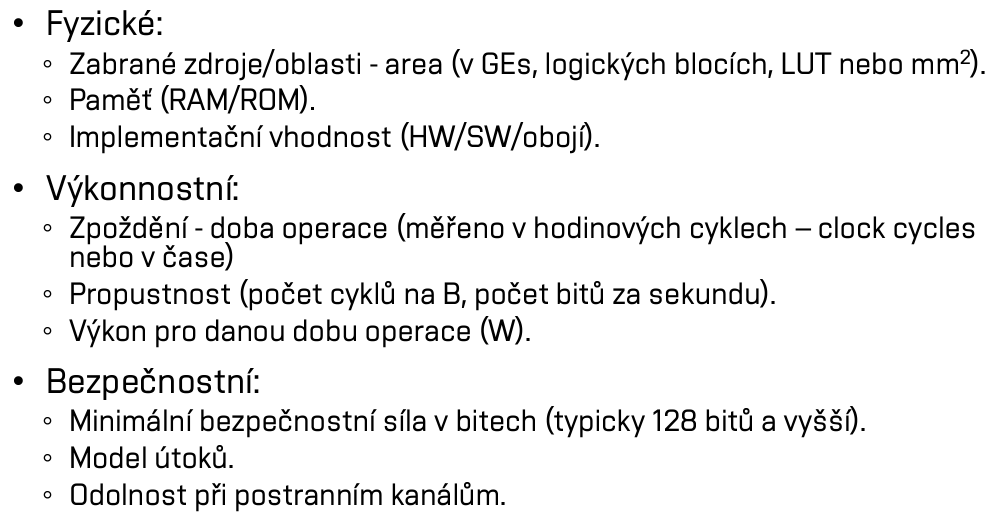 • Fyzické:
◦ Zabrané zdroje/oblasti - area (v GEs, logických blocích, LUT nebo mm²).
◦ Paměť (RAM/ROM).
◦ Implementační vhodnost (HW/SW/obojí).
• Výkonnostní:
◦ Zpoždění - doba operace (měřeno v hodinových cyklech – clock cycles
nebo v čase)
◦ Propustnost (počet cyklů na B, počet bitů za sekundu).
◦ Výkon pro danou dobu operace (W).
• Bezpečnostní:
◦ Minimální bezpečnostní síla v bitech (typicky 128 bitů a vyšší).
◦ Model útoků.
◦ Odolnost při postranním kanálům.